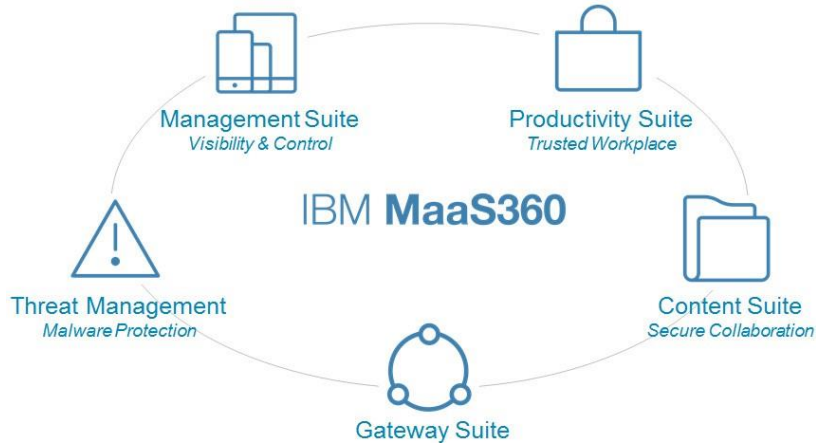 Management Suite
Visibility & Control
Productivity Suite
Trusted Workplace
IBM MaaS360
Threat Management
Malware Protection
Content Suite
Secure Collaboration
Gateway Suite